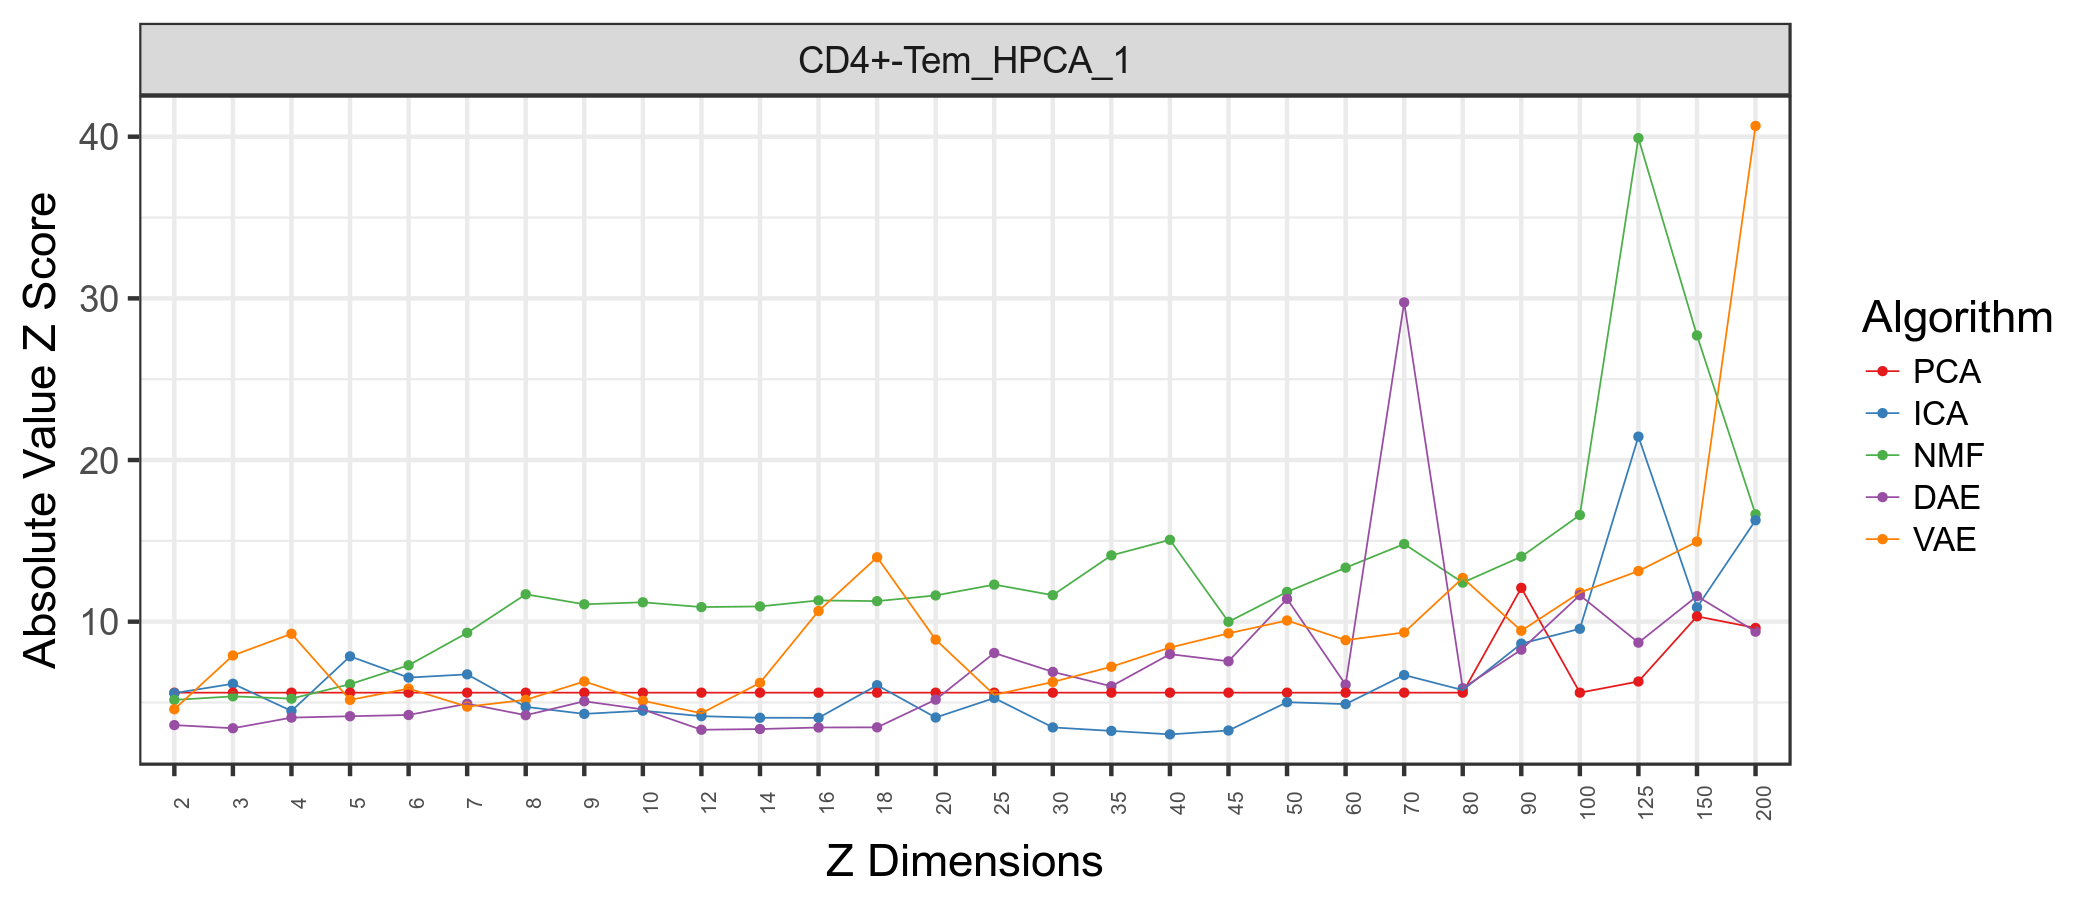 CD4+-Tem_HPCA_1
Absolute Value Z Score
40
30
20
10
2 3 4 5 6 7 8 9 10 12 14 16 18 20 25 30 35 40 45 50 60 70 80 90 100 125 150 200
Z Dimensions
Algorithm
PCA
ICA
NMF
DAE
VAE